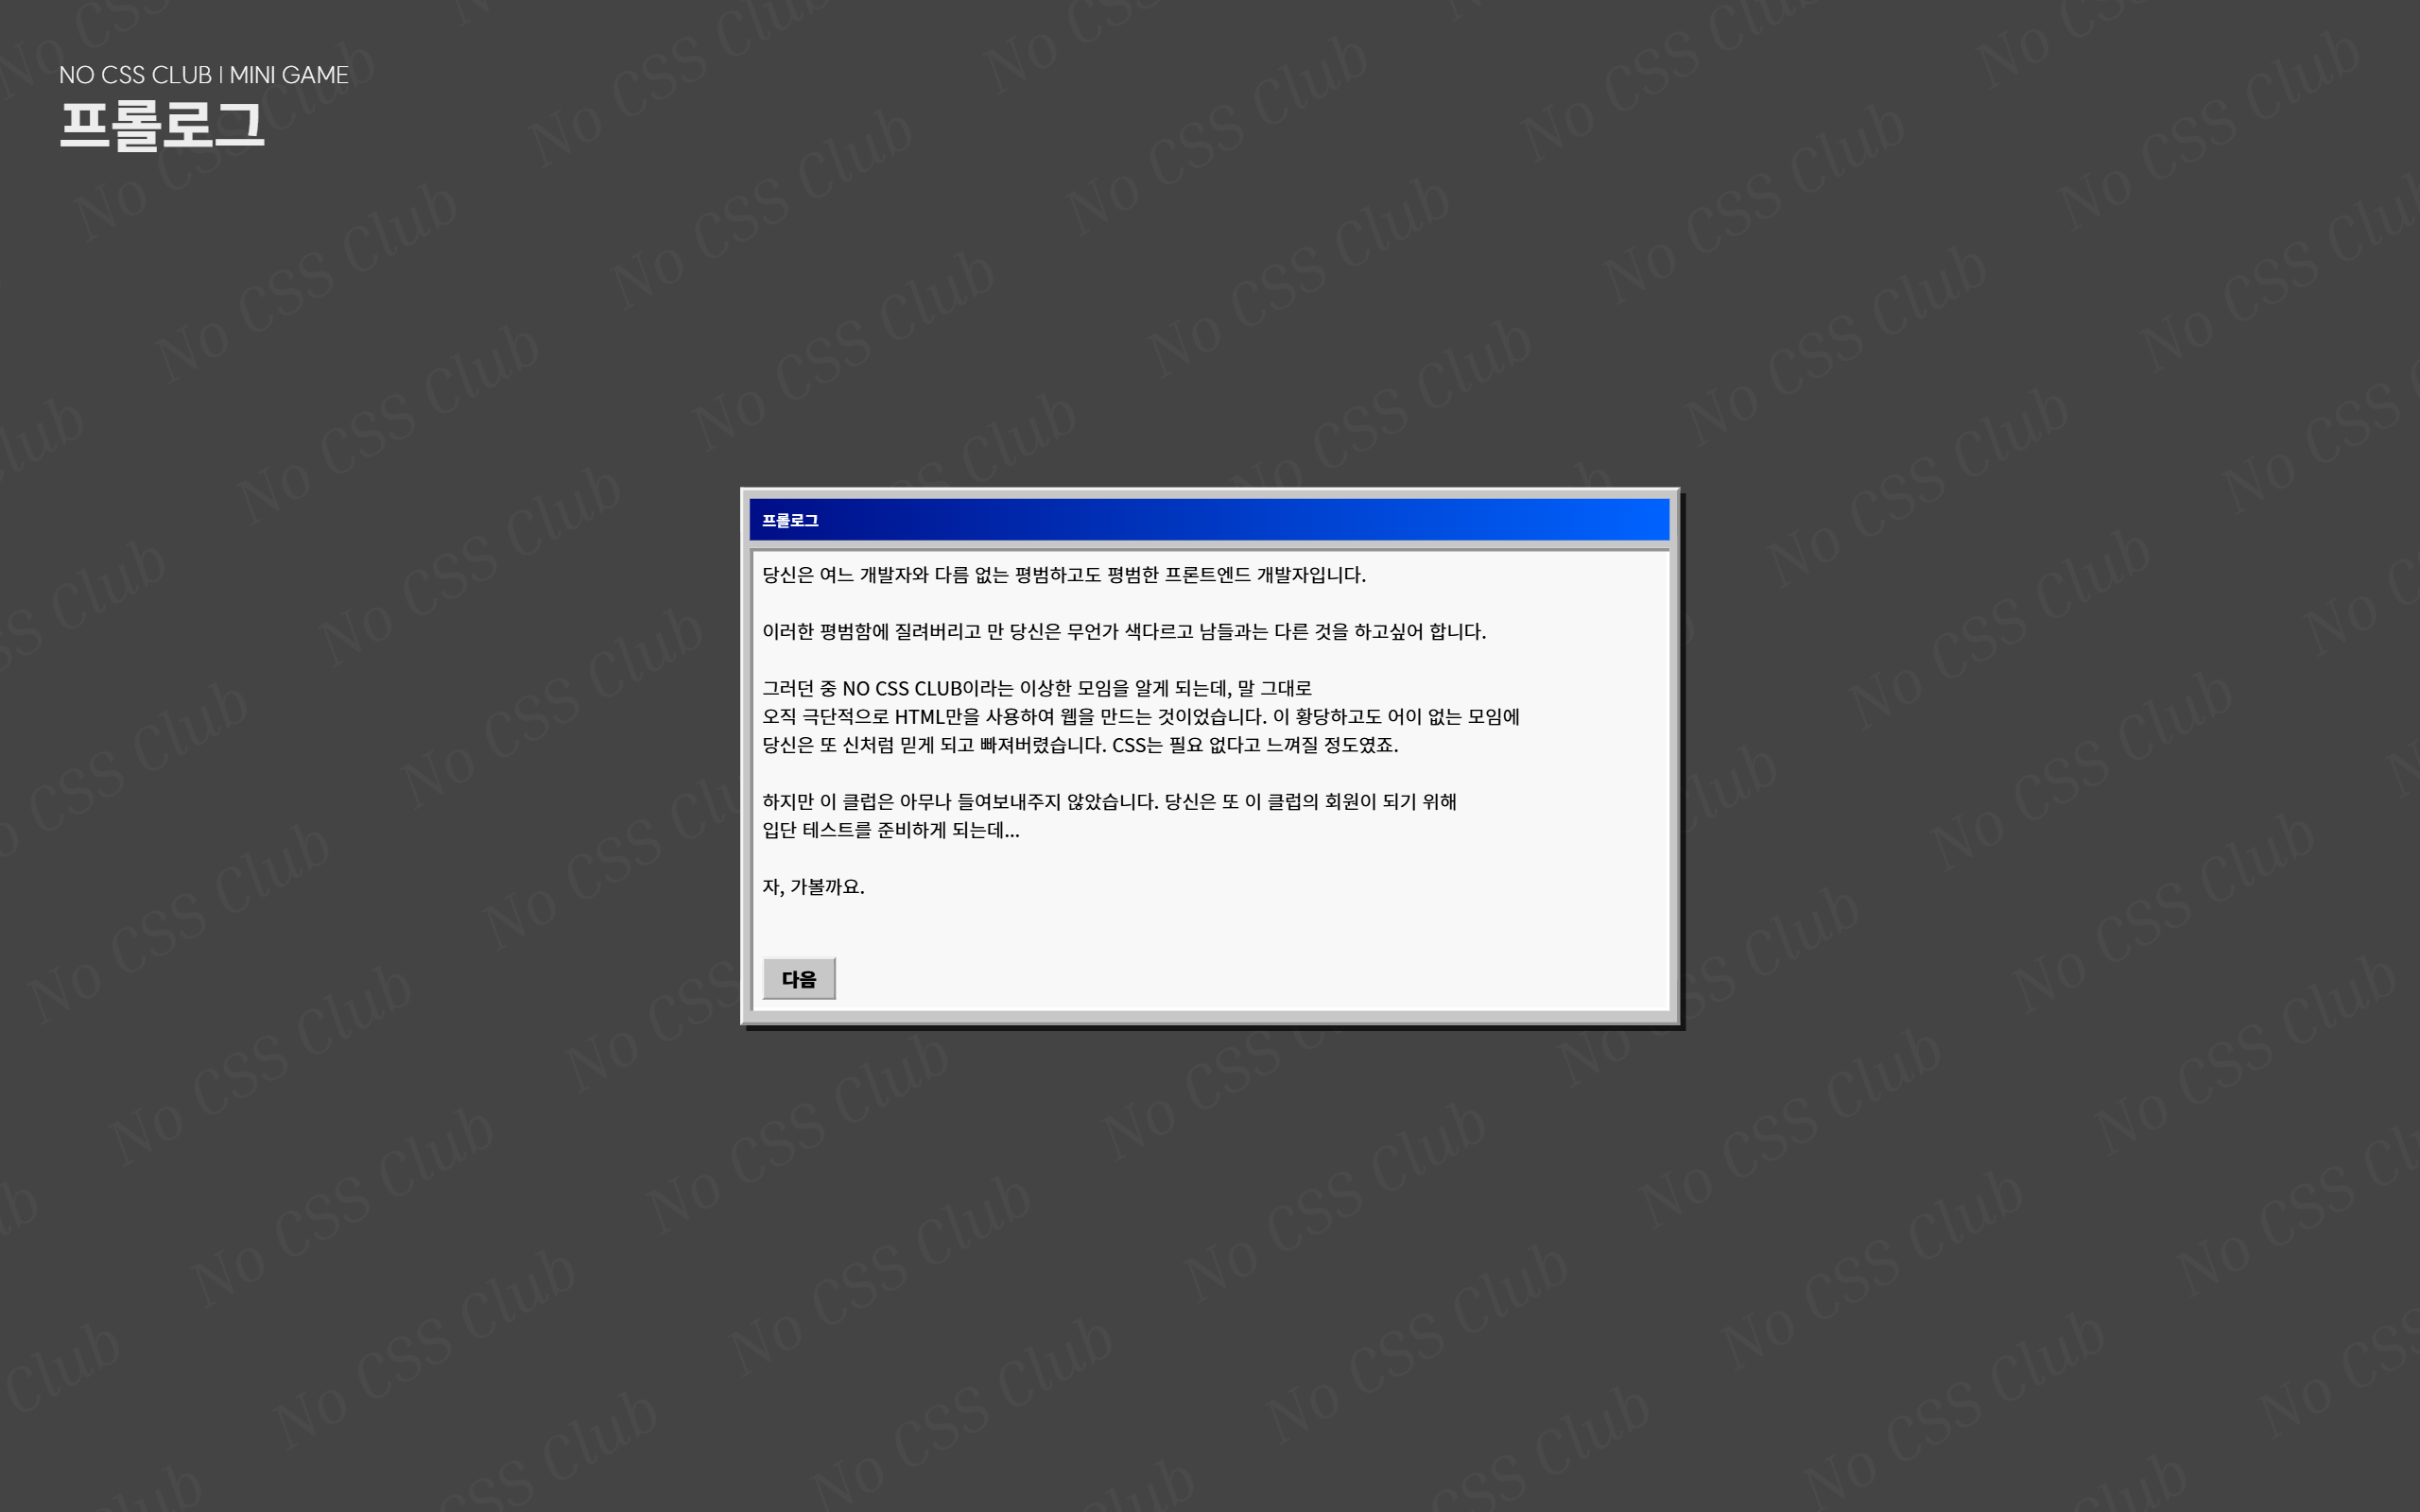 NO CSS CLUB | MINI GAME
프롤로그
프롤로그
당신은 여느 개발자와 다름 없는 평범하고도 평범한 프론트엔드 개발자입니다.
이러한 평범함에 질려버리고 만 당신은 무언가 색다르고 남들과는 다른 것을 하고싶어 합니다.
그러던 중 NO CSS CLUB이라는 이상한 모임을 알게 되는데, 말 그대로
오직 극단적으로 HTML만을 사용하여 웹을 만드는 것이었습니다. 이 황당하고도 어이 없는 모임에
당신은 또 신처럼 믿게 되고 빠져버렸습니다. CSS는 필요 없다고 느껴질 정도였죠.
하지만 이 클럽은 아무나 들여보내주지 않았습니다. 당신은 또 이 클럽의 회원이 되기 위해
입단 테스트를 준비하게 되는데...
자, 가볼까요.
다음
No CSS Club